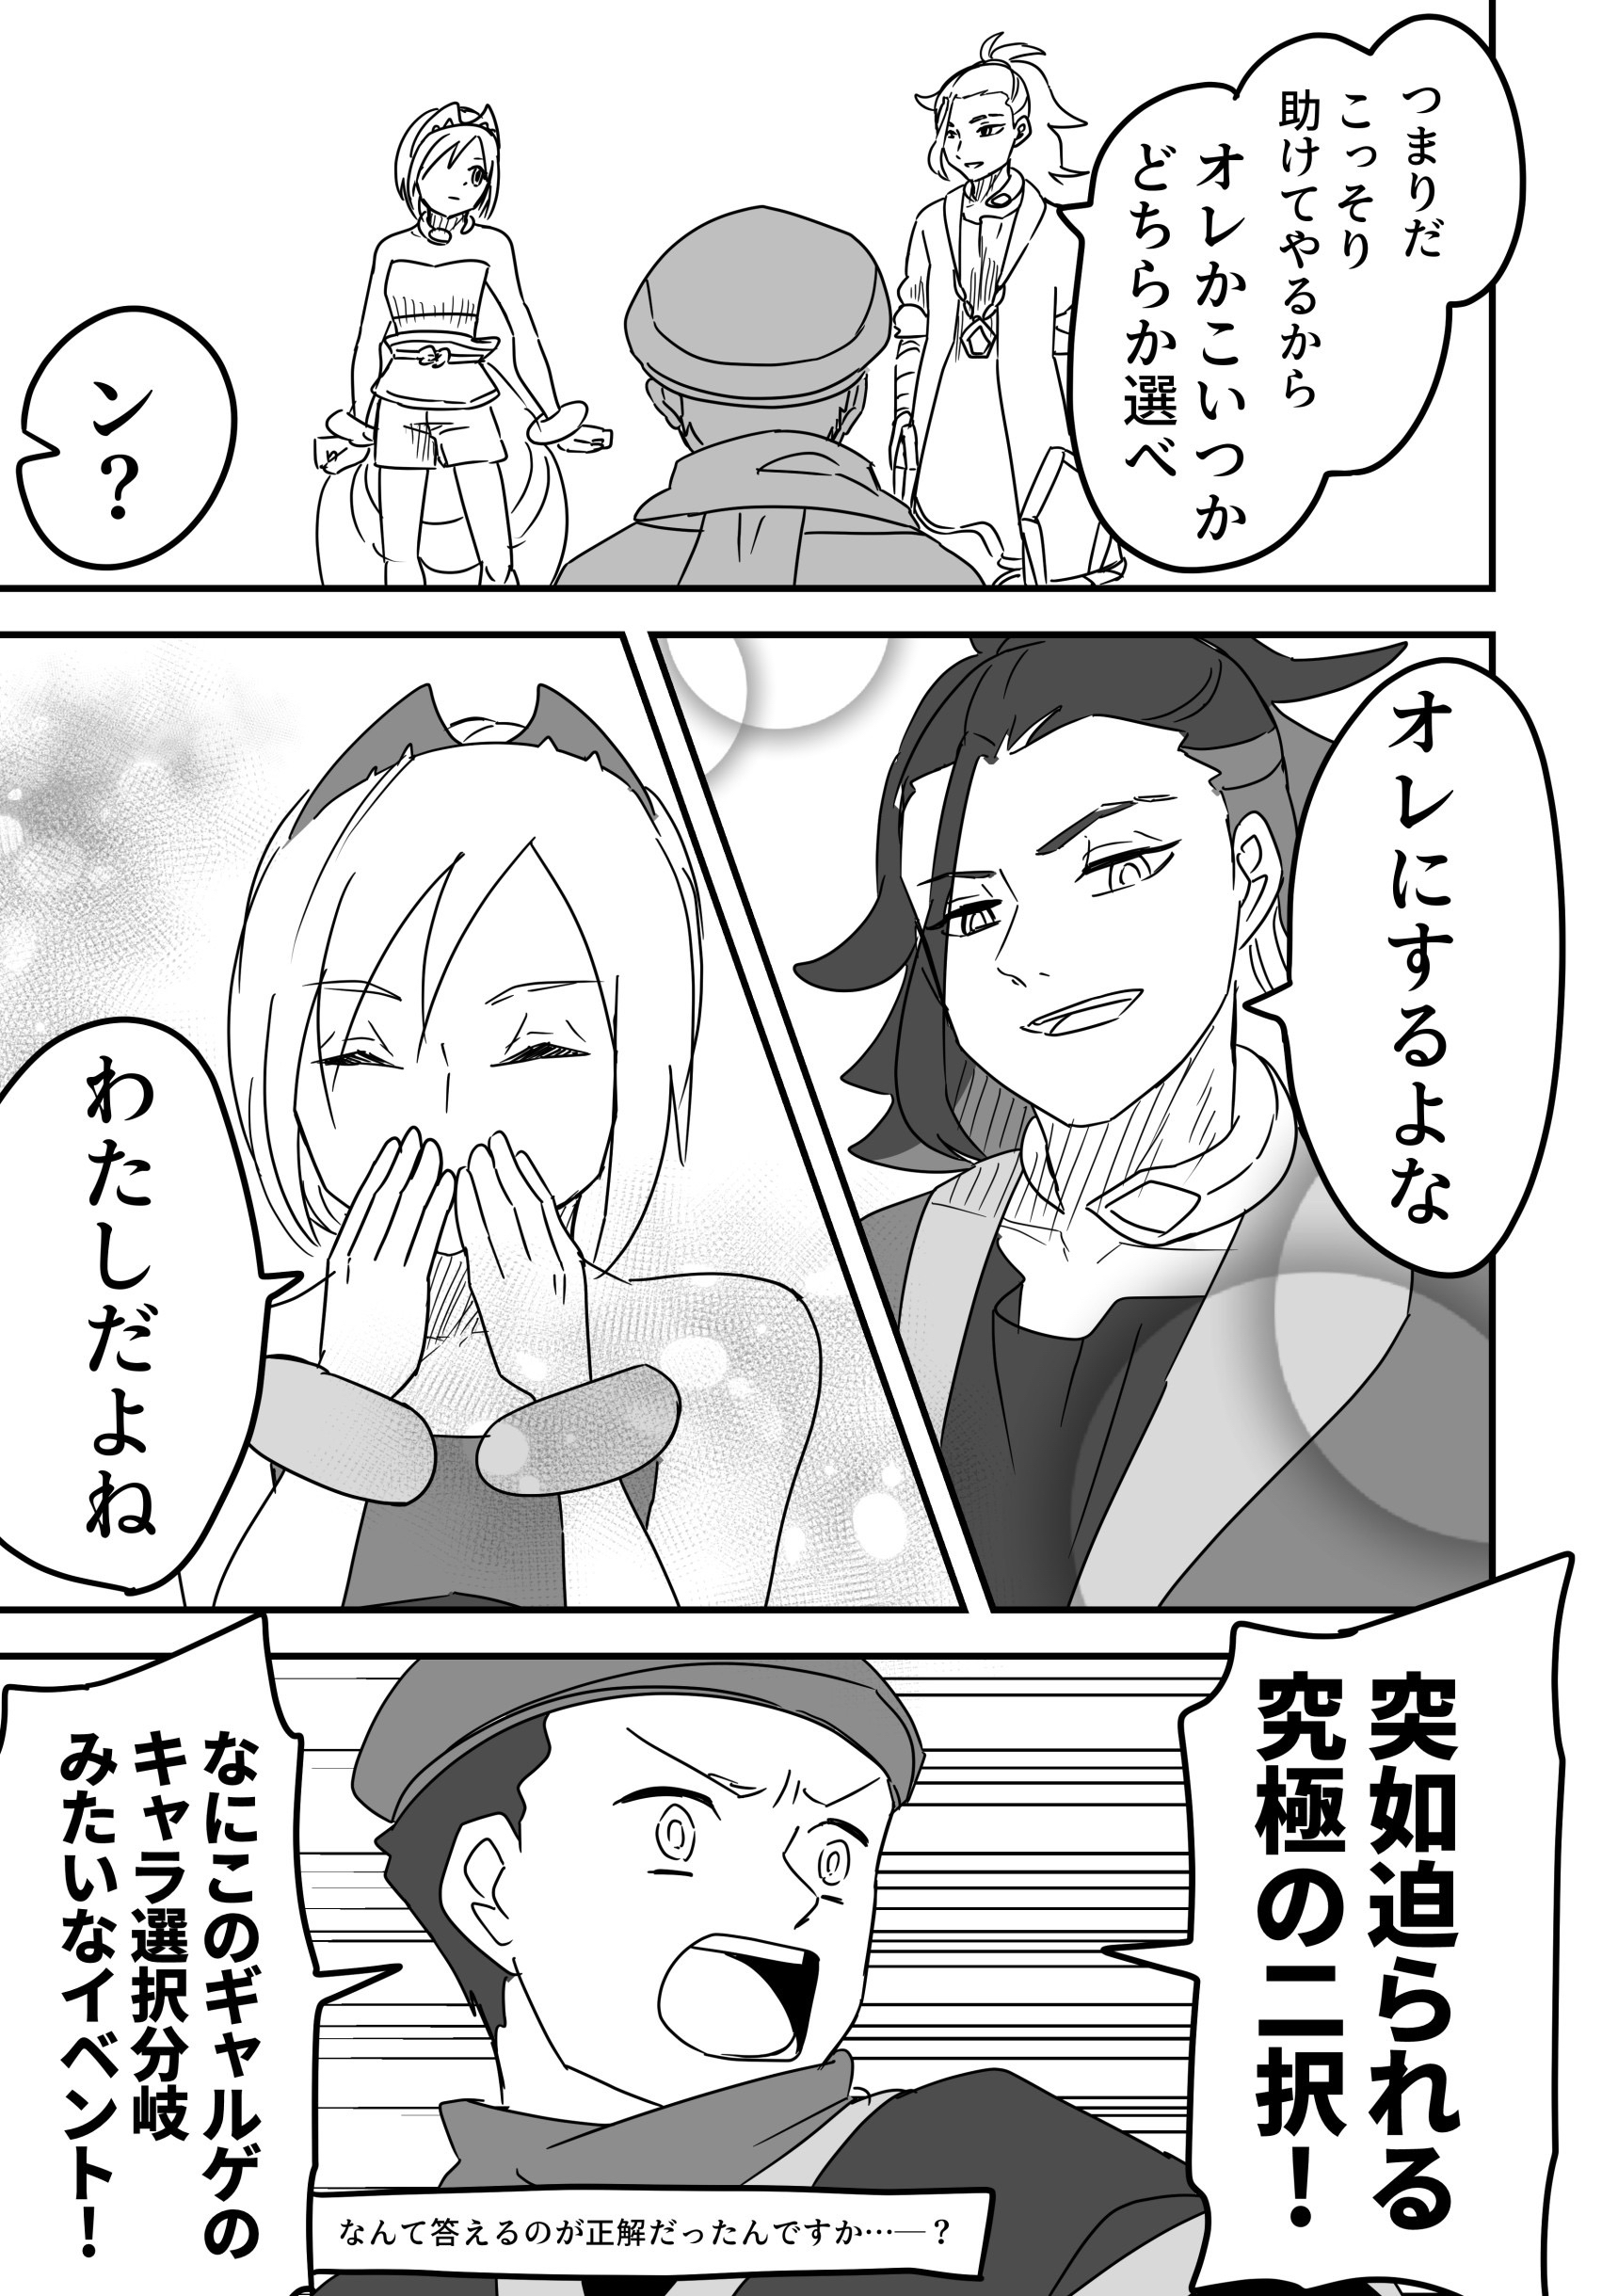 つまりだ
こっそり
助けてやるから
オレかこいつか
どちらか選べ
ン?
オレにするよな
わたしだよね
突如迫られる
究極の二択!
なにこのギャルゲの
キャラ選択分岐
みたいなイベント!
なんて答えるのが正解だったんですか…―?